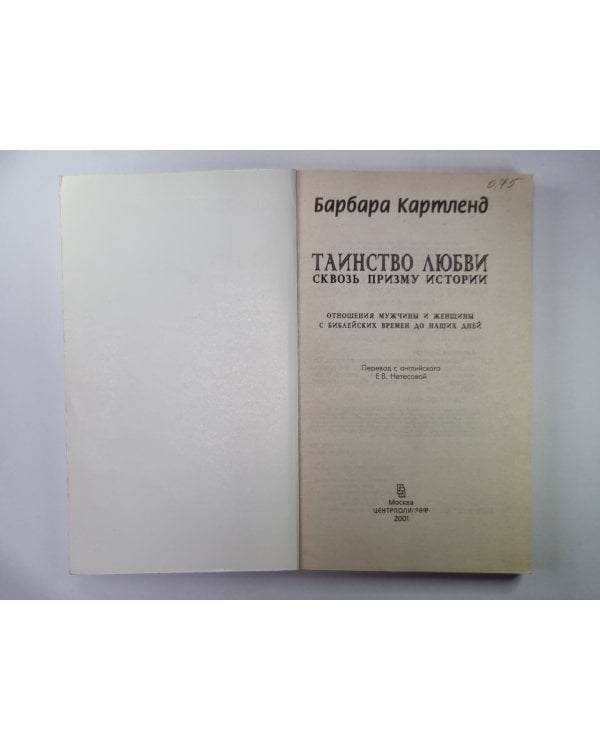 0,45
Барбара Картленд
ТАИНСТВО ЛЮБВИ
СКВОЗЬ ПРИЗМУ ИСТОРИИ
ОТНОШЕНИЯ МУЖЧИНЫ И ЖЕНЩИНЫ
С БИБЛЕЙСКИХ ВРЕМЕН ДО НАШИХ ДНЕЙ
Перевод с английского
Е.В. Нетесовой
Москва
ЦЕНТРПОЛИГРАФ
2001